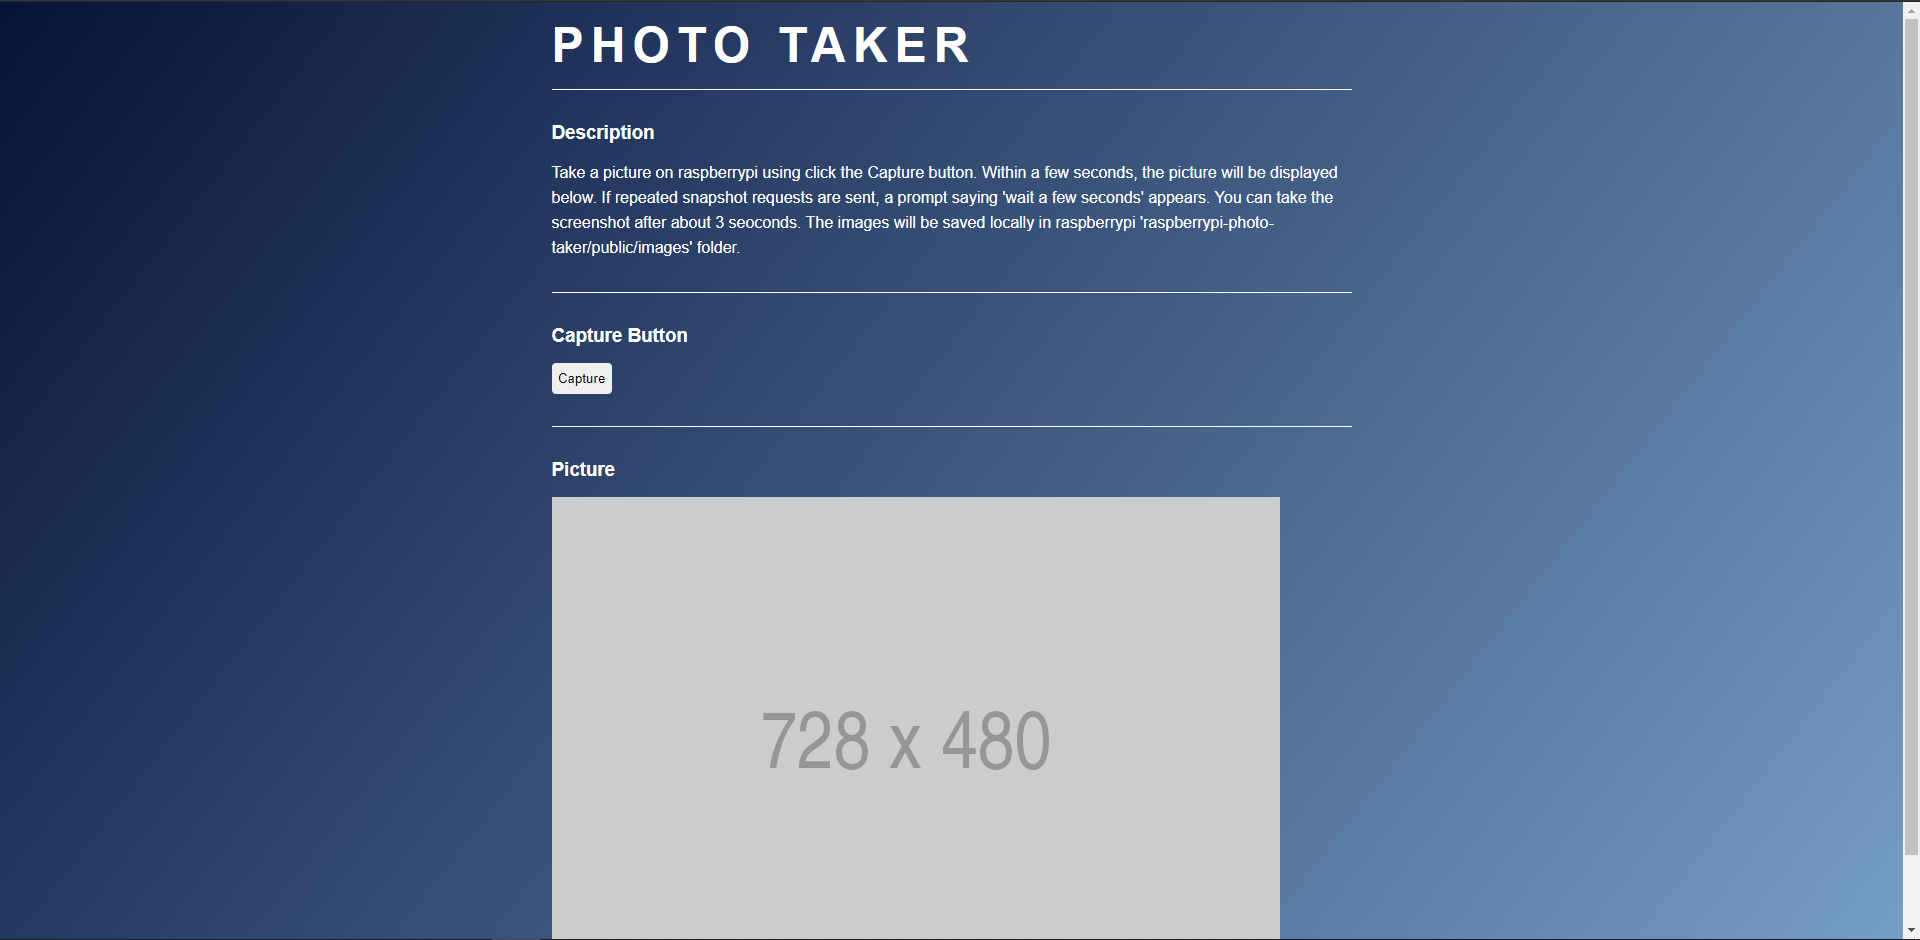 PHOTO TAKER
Description
Take a picture on raspberrypi using click the Capture button. Within a few seconds, the picture will be displayed
below. If repeated snapshot requests are sent, a prompt saying 'wait a few seconds' appears. You can take the
screenshot after about 3 seoconds. The images will be saved locally in raspberrypi 'raspberrypi-photo-
taker/public/images' folder.
Capture Button
Capture
Picture
728 x 480